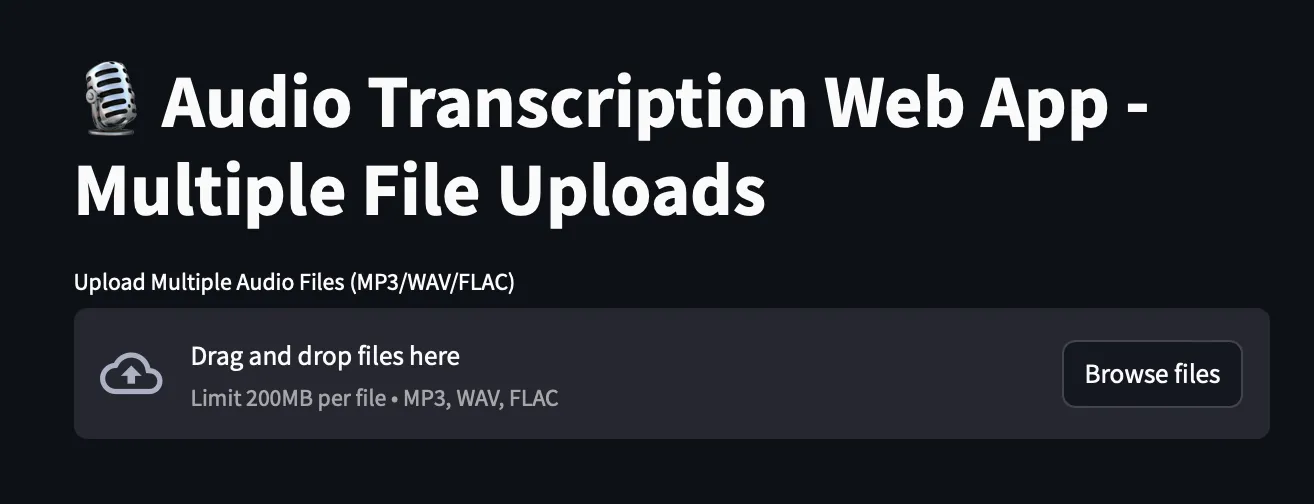 Audio Transcription Web App -
Multiple File Uploads
Upload Multiple Audio Files (MP3/WAV/FLAC)
Drag and drop files here
Limit 200MB per file • MP3, WAV, FLAC
Browse files